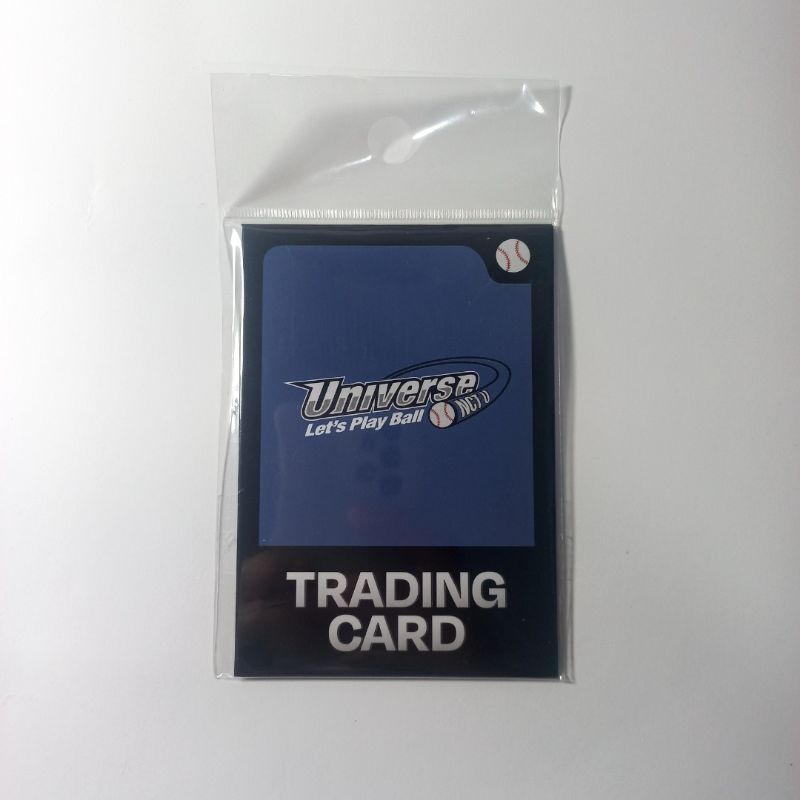 Universe
Let's Play Ball
NCT U
TRADING
CARD